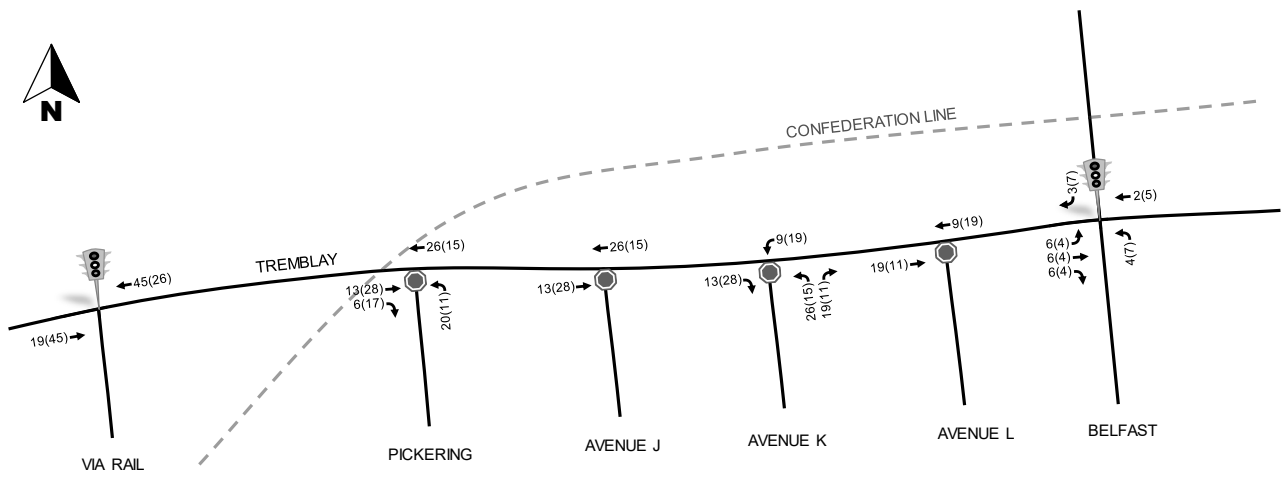 N
CONFEDERATION LINE
3(7)
2(5)
9(19)
9(19)
26(15)
26(15)
TREMBLAY
45(26)
6(4)
6(4)
6(4)
4(7)
19(11)
13(28)
26(15)
19(11)
13(28)
13(28)
6(17)
20(11)
19(45)
BELFAST
AVENUE L
AVENUE K
AVENUE J
PICKERING
VIA RAIL